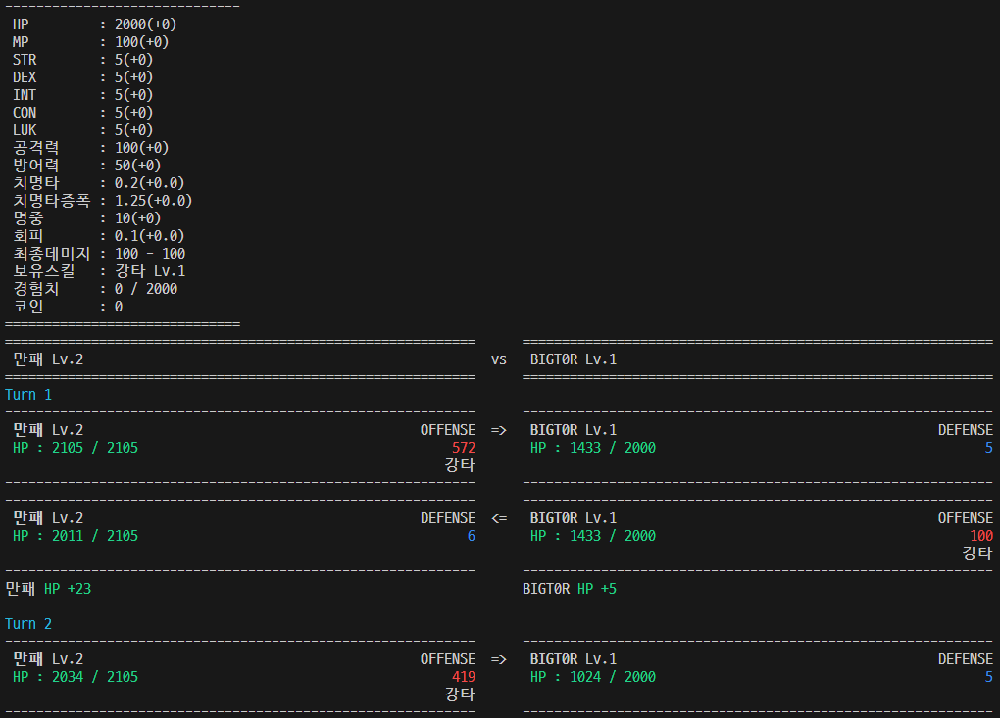 ------------------------------
HP : 2000(+0)
MP : 100(+0)
STR : 5(+0)
DEX : 5(+0)
INT : 5(+0)
CON : 5(+0)
LUK : 5(+0)
공격력 : 100(+0)
방어력 : 50(+0)
치명타 : 0.2(+0.0)
치명타증폭 : 1.25(+0.0)
명중 : 10(+0)
회피 : 0.1(+0.0)
최종데미지 : 100 - 100
보유스킬 : 강타 Lv.1
경험치 : 0 / 2000
코인 : 0
==============================
============================================================ ============================================================
만패 Lv.2 vs BIGT0R Lv.1
============================================================ ============================================================
Turn 1
------------------------------------------------------------ ------------------------------------------------------------
만패 Lv.2 OFFENSE => BIGT0R Lv.1 DEFENSE
HP : 2105 / 2105 572 HP : 1433 / 2000 5
강타
------------------------------------------------------------ ------------------------------------------------------------
------------------------------------------------------------ ------------------------------------------------------------
만패 Lv.2 DEFENSE <= BIGT0R Lv.1 OFFENSE
HP : 2011 / 2105 6 HP : 1433 / 2000 100
강타
------------------------------------------------------------ ------------------------------------------------------------
만패 HP +23 BIGT0R HP +5
Turn 2
------------------------------------------------------------ ------------------------------------------------------------
만패 Lv.2 OFFENSE => BIGT0R Lv.1 DEFENSE
HP : 2034 / 2105 419 HP : 1024 / 2000 5
강타
------------------------------------------------------------ ------------------------------------------------------------